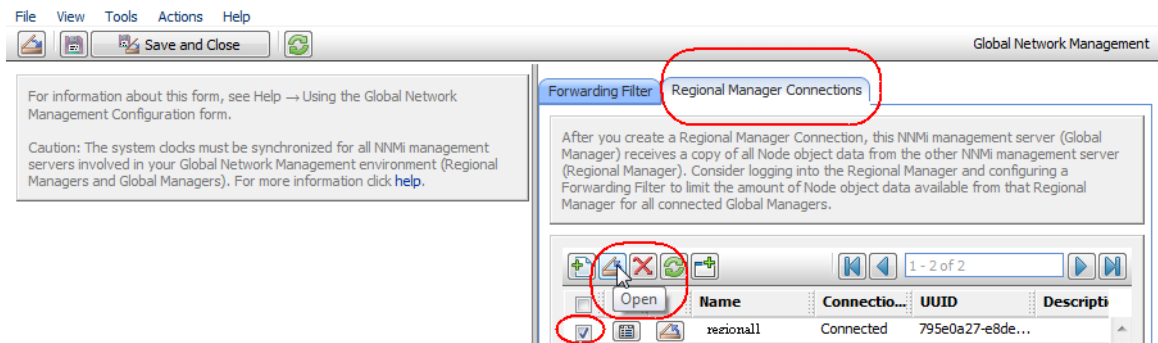 File View Tools Actions Help
Save and Close
Global Network Management
For information about this form, see Help → Using the Global Network
Management Configuration form.
Caution: The system clocks must be synchronized for all NNMi management
servers involved in your Global Network Management environment (Regional
Managers and Global Managers). For more information click help.
Forwarding Filter Regional Manager Connections
After you create a Regional Manager Connection, this NNMi management server (Global
Manager) receives a copy of all Node object data from the other NNMi management server
(Regional Manager). Consider logging into the Regional Manager and configuring a
Forwarding Filter to limit the amount of Node object data available from that Regional
Manager for all connected Global Managers.
1 - 2 of 2
Open
Name Connectio... UUID Descripti
regional1 Connected 795e0a27-e8de...